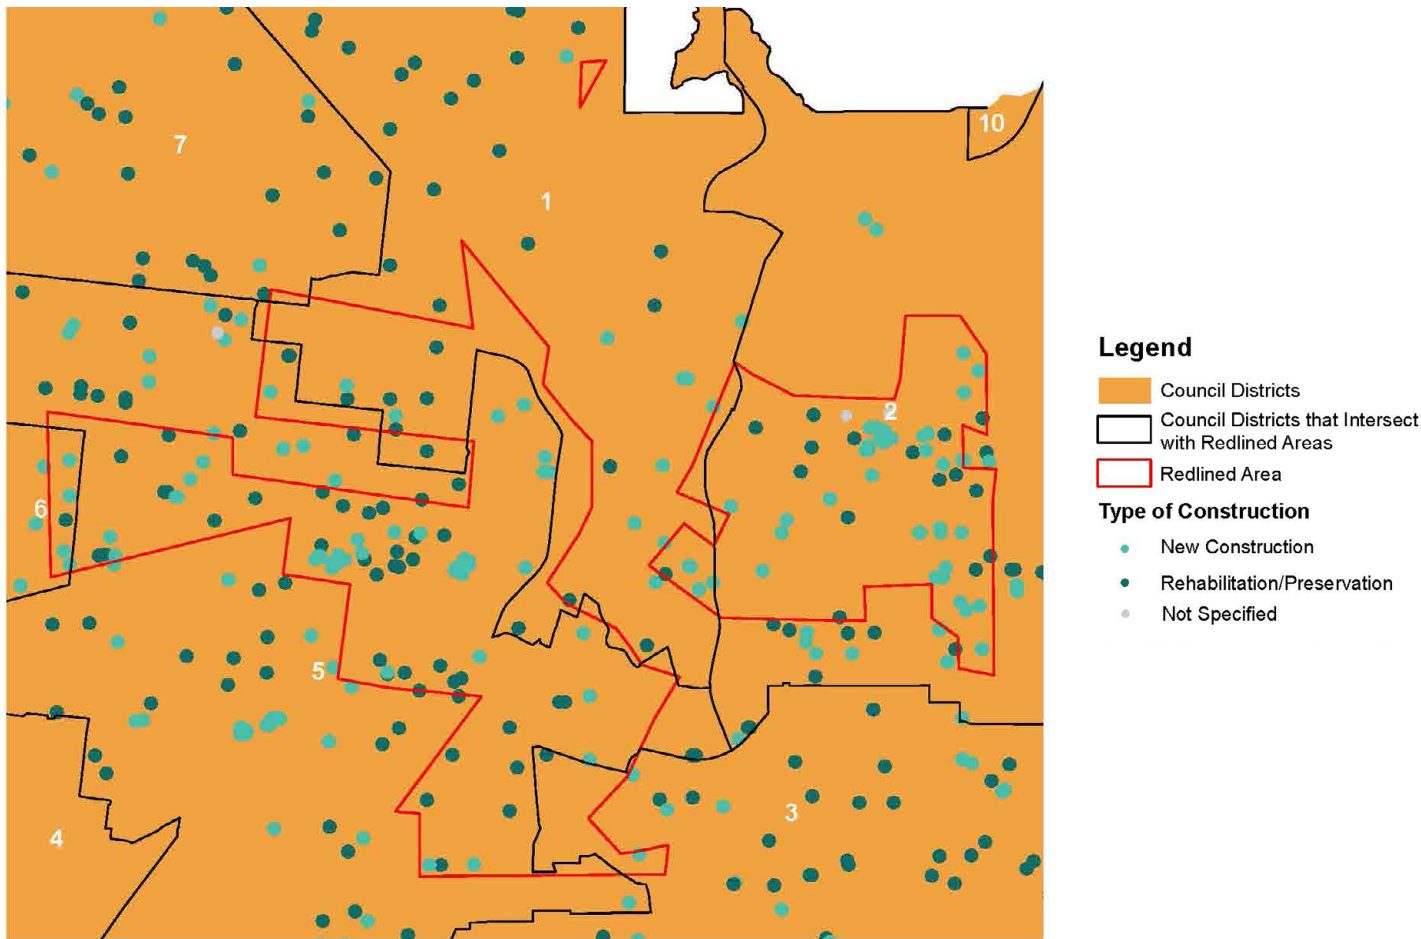 10
7
1
2
6
5
3
4
Legend
Council Districts
Council Districts that Intersect
with Redlined Areas
Redlined Area
Type of Construction
New Construction
Rehabilitation/Preservation
Not Specified